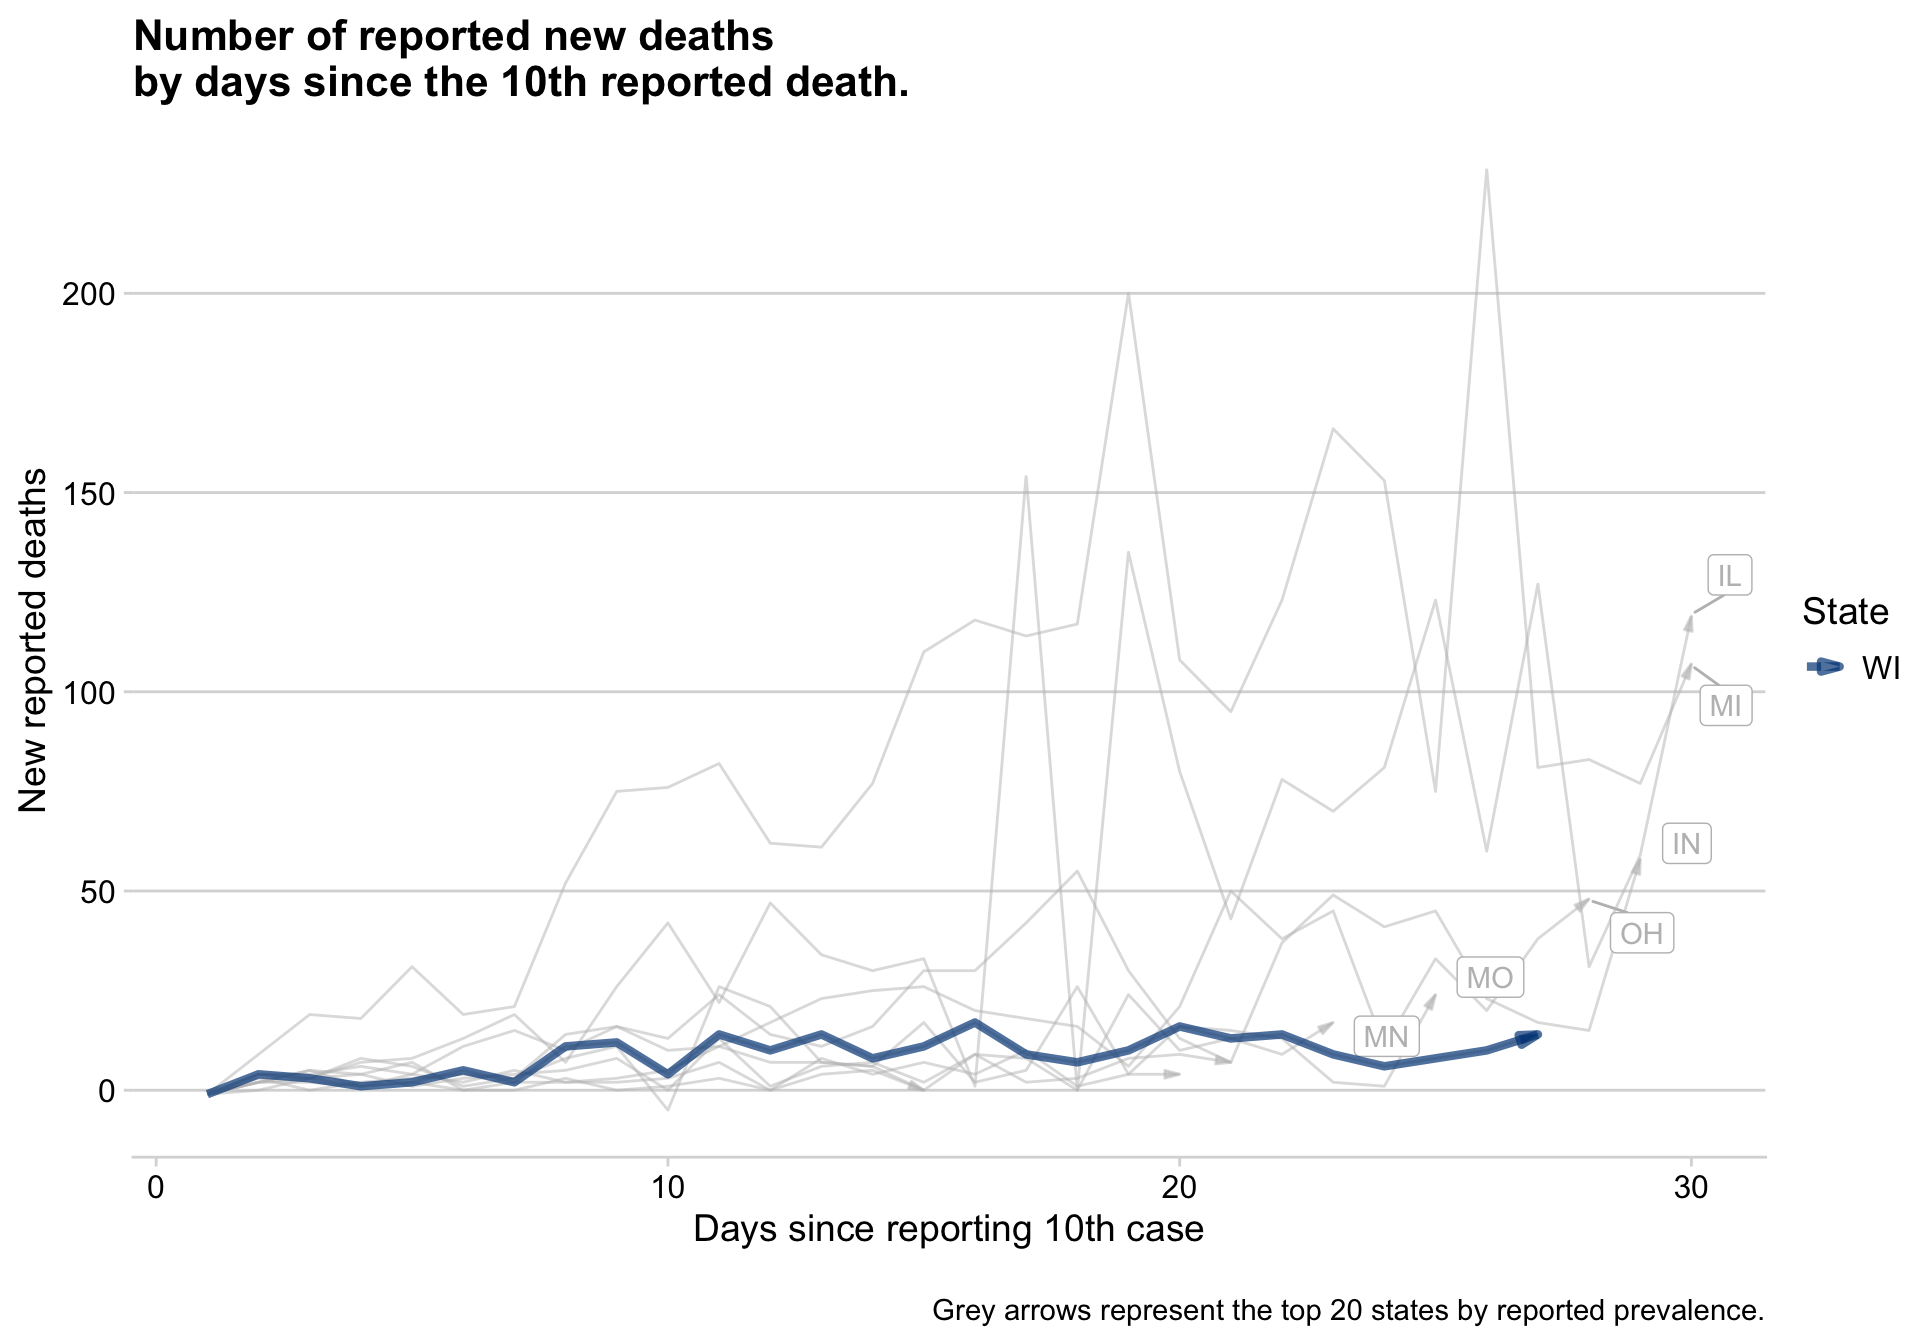 Number of reported new deaths
by days since the 10th reported death.
New reported deaths
200
150
100
50
0
IL
MI
IN
OH
MO
MN
State
WI
0
10
20
30
Days since reporting 10th case
Grey arrows represent the top 20 states by reported prevalence.